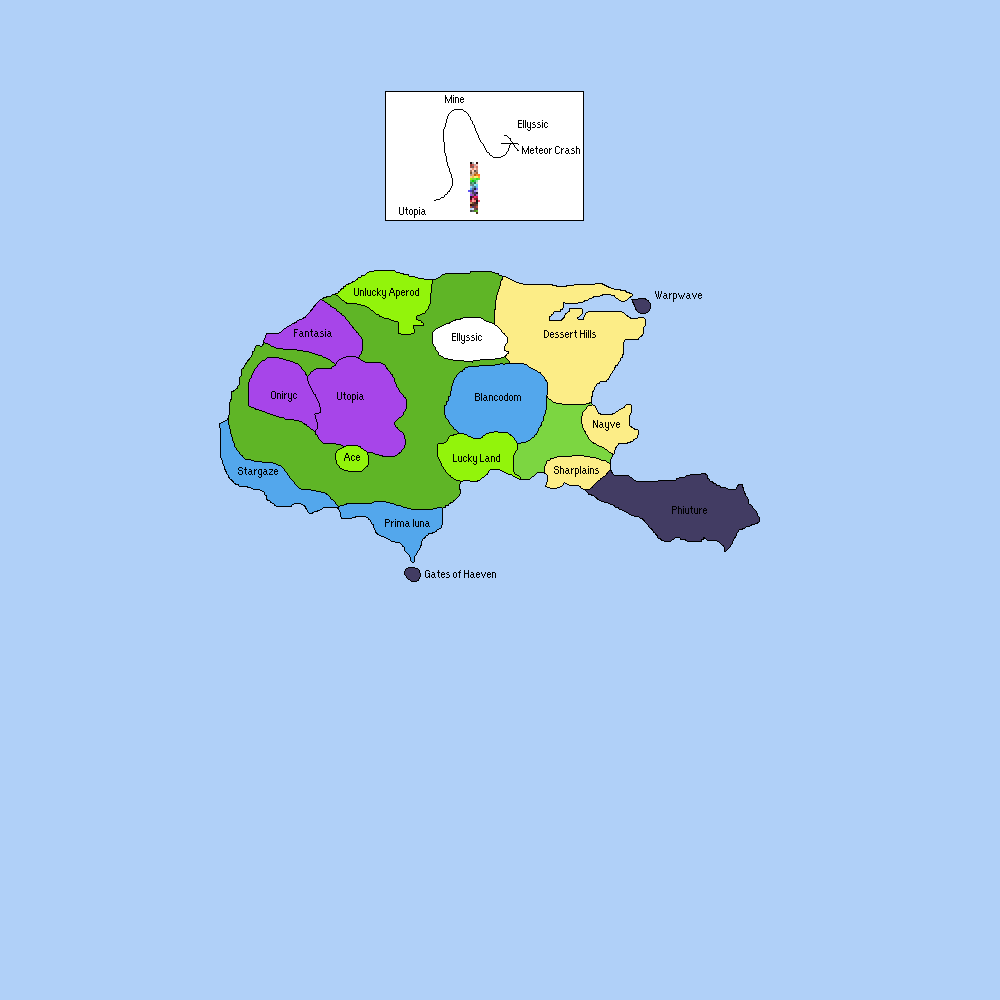 Mine
Ellyssic
Meteor Crash
Utopia
Unlucky Aperod
Warpwave
Fantasia
Ellyssic
Dessert Hills
Oniryc
Utopia
Blancodom
Nayve
Ace
Lucky Land
Stargaze
Sharplains
Phiuture
Prima luna
Gates of Haeven